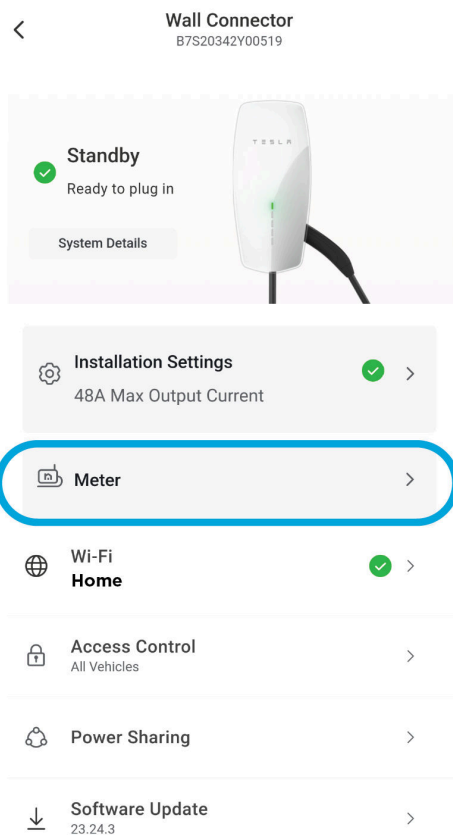 Wall Connector
B7S20342Y00519
TESLA
Standby
Ready to plug in
System Details
Installation Settings
48A Max Output Current
Meter
Wi-Fi
Home
Access Control
All Vehicles
Power Sharing
Software Update
23.24.3